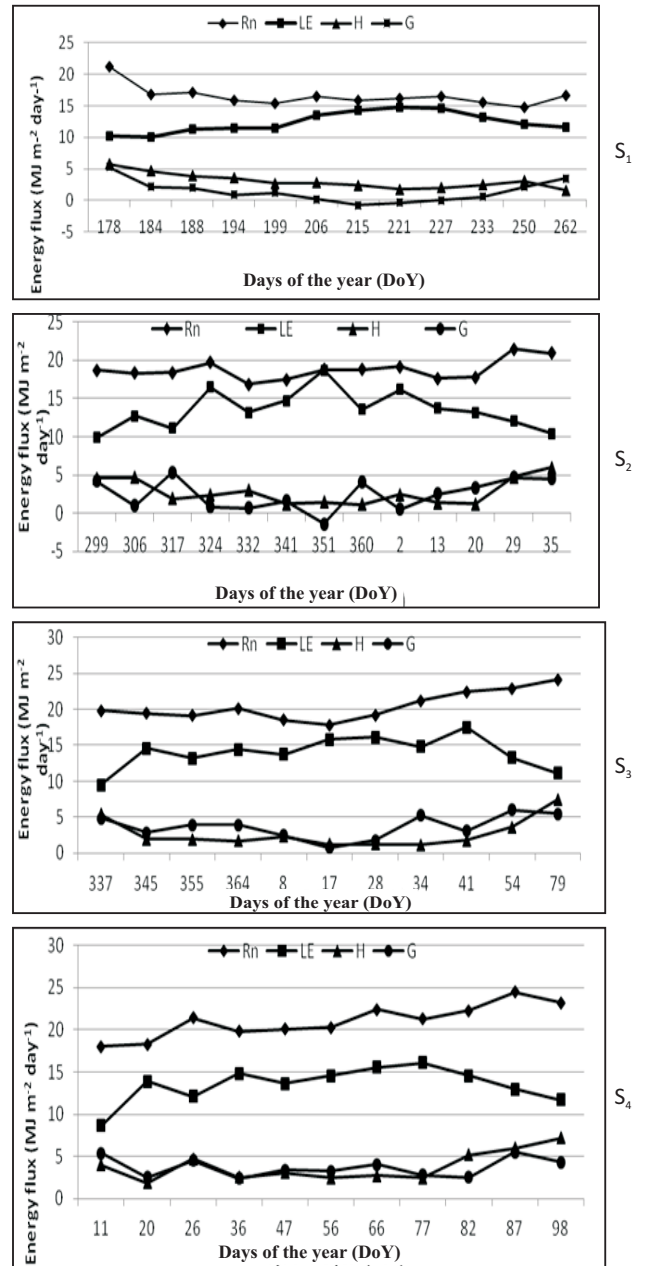 Rn LE H G
25
20
15
10
5
0
-5
Energy flux (MJ m-2 day-1)
178 184 188 194 199 206 215 221 227 233 250 262
Days of the year (DoY)
S1
25
Rn LE H G
20
15
10
5
0
-5
Energy flux (MJ m-2
day-1)
299 306 317 324 332 341 351 360 2 13 20 29 35
Days of the year (DoY)
S2
30
Rn LE H G
25
20
15
10
5
0
Energy flux (MJ m-2
day-1)
337 345 355 364 8 17 28 34 41 54 79
Days of the year (DoY)
S3
30
Rn LE H G
25
20
15
10
5
0
Energy flux (MJ m-2 day-1)
11 20 26 36 47 56 66 77 82 87 98
Days of the year (DoY)
S4